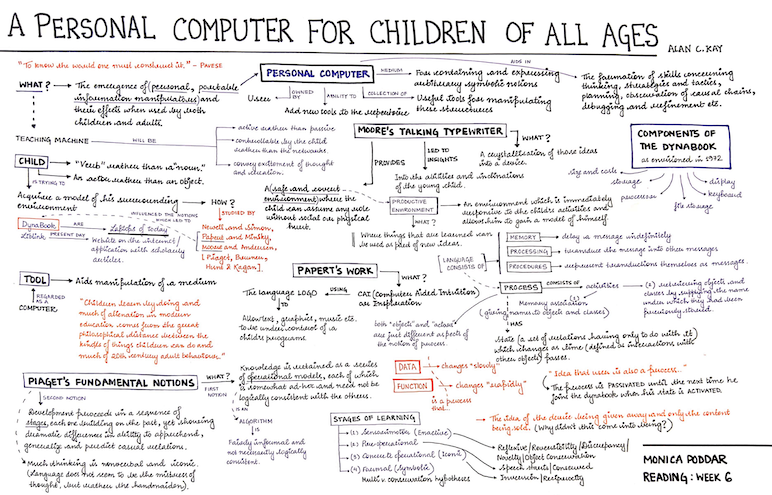 A PERSONAL COMPUTER FOR CHILDREN OF ALL AGES
ALAN C. KAY
"To know the world one must construct it." - PAVESE
WHAT?
The emergence of (personal, portable
information manipulators) and
their effects when used by both
children and adults.
PERSONAL COMPUTER
MEDIUM
For containing and expressing
arbitrary symbolic notions
AIDS IN
The formation of skills concerning
thinking, strategies and tactics,
planning, observation of causal chains,
debugging and refinement etc.
OWNED BY
Users
ABILITY TO
Add new tools to the repertoire
COLLECTION OF
Useful tools for manipulating
these structures
TEACHING MACHINE
WILL BE
active rather than passive
controllable by the child
rather than the networks
convey excitement of thought
and creation.
MOORE'S TALKING TYPEWRITER
WHAT?
A crystallization of these ideas
into a device.
PROVIDES
LED TO
INSIGHTS
Into the abilities and inclinations
of the young child.
COMPONENTS OF
THE DYNABOOK
as envisioned in 1972
size and cost
storage
processor
file storage
keyboard
display
CHILD
"Verb" rather than a "noun."
An actor rather than an object.
IS TRYING TO
Acquire a model of his surrounding
environment
HOW?
STUDIED
BY
Newell and Simon,
Papert and Minsky,
Moore and Anderson,
[Piaget, Bruner,
Hunt & Kagan].
INFLUENCED THE NOTIONS
WHICH LED TO
DynaBook
ARE
Laptops of today
PRESENT DAY
Website on the internet/
application with scholarly
articles.
A (safe and covert
environment) where the
child can assume any role
without social or physical
hurt.
PRODUCTIVE
ENVIRONMENT
WHAT?
An environment which is immediately
responsive to the child's activities and
allows him to gain a model of himself.
Where things that are learned can
be used as part of new ideas.
LANGUAGE
CONSISTS OF
MEMORY
delay a message indefinitely
PROCESSING
transduce the message into other messages
PROCEDURES
represent transductions themselves as messages.
TOOL
Aids manipulation of a medium
REGARDED
AS A
COMPUTER
"Children learn by doing and
much of alienation in modern
education comes from the great
philosophical distance between the
kinds of things children can do and
much of 20th century adult behaviour."
PAPERT'S WORK
WHAT?
The language LOGO
USING
CAI (Computer Aided Intuition)
as Inspiration
TO
Allow text, graphics, music etc.
to be under control of a
child's programs
PROCESS
CONSISTS OF
activities
Memory association
(giving names to objects and classes)
(2) retrieving objects and
classes by supplying the name
under which they had been
previously stored.
both "objects" and "actions"
are just different aspects of
the notion of process.
HAS
State (a set of relations having only to do with it)
which changes as time (defined as interactions with
other objects) passes.
DATA
changes "slowly"
FUNCTION
changes "rapidly"
is a process
that...
"Idea that user is also a process."
The process is PASSIVATED until the next time he
join the dynabook when his state is ACTIVATED.
PIAGET'S FUNDAMENTAL NOTIONS
WHAT?
FIRST NOTION
Knowledge is retained as a series
of operational models, each of which
is somewhat ad-hoc and need not be
logically consistent with the others.
IS AN
ALGORITHM
Fairly informal and
not necessarily
logically consistent.
SECOND NOTION
Development proceeds in a sequence of
stages, each one building on the past, yet showing
dramatic differences in ability to apprehend,
generalize and predict casual relations.
Much thinking is nonverbal and iconic.
(Language does not seem to be the mistress of
thought, but rather the handmaiden).
STAGES OF LEARNING
(1) Sensorimotor (Enactive)
(2) Pre-operational
(3) Concrete operational (Iconic)
(4) Formal (Symbolic)
Reflexive/Reversibility/Discrepancy/
Novelty/Object Conservation
Speech starts/Conserved
Inversion/Reciprocity
conservation hypotheses
The idea of the device being given away and only the content
being sold. (Why didn't this come into being?)
MONICA PODDAR
READING: WEEK 6